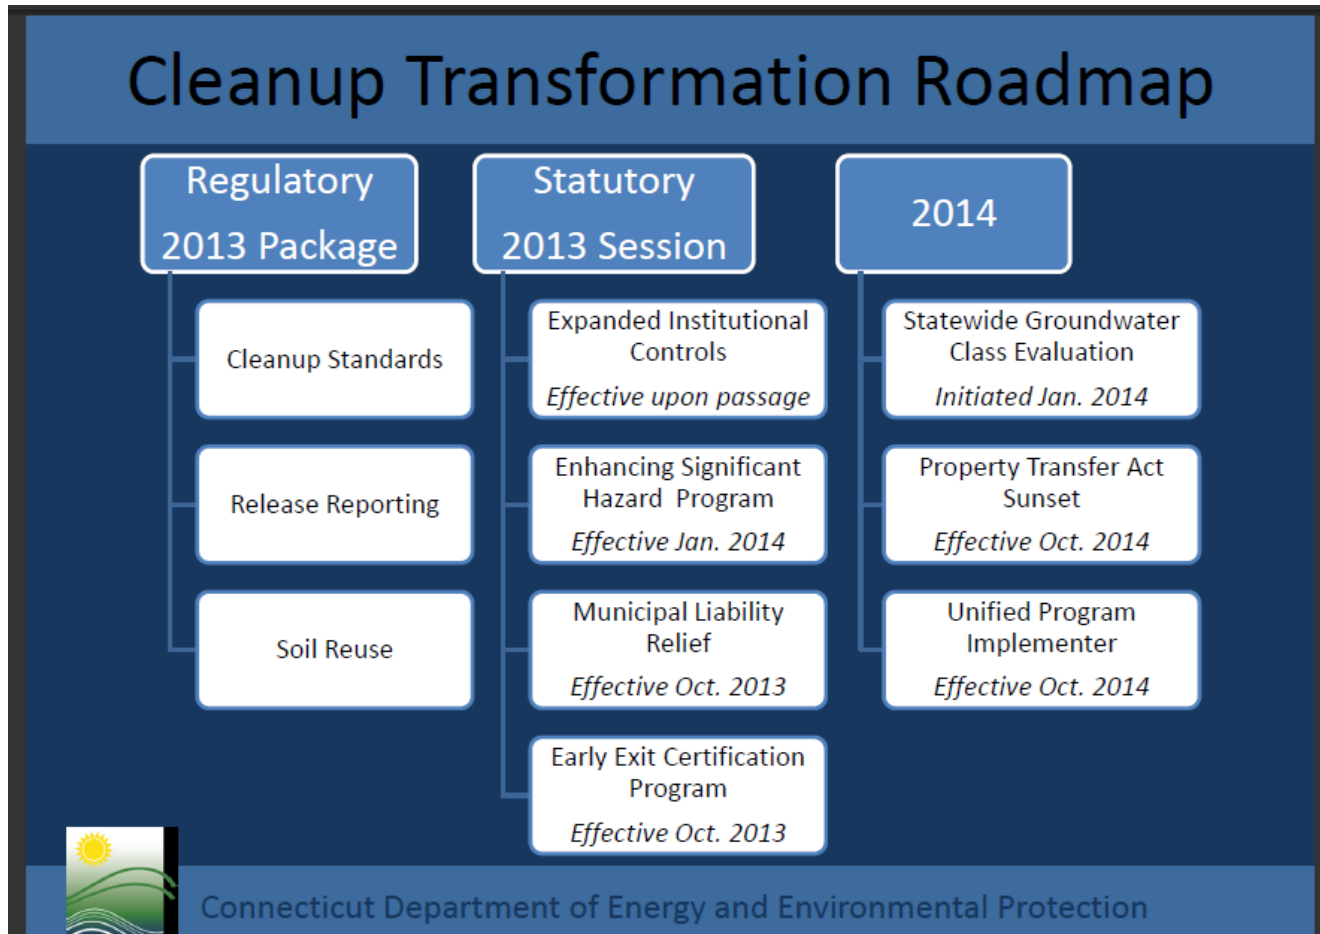 Cleanup Transformation Roadmap
Regulatory
2013 Package
Cleanup Standards
Release Reporting
Soil Reuse
Statutory
2013 Session
Expanded Institutional
Controls
Effective upon passage
Enhancing Significant
Hazard Program
Effective Jan. 2014
Municipal Liability
Relief
Effective Oct. 2013
Early Exit Certification
Program
Effective Oct. 2013
2014
Statewide Groundwater
Class Evaluation
Initiated Jan. 2014
Property Transfer Act
Sunset
Effective Oct. 2014
Unified Program
Implementer
Effective Oct. 2014
Connecticut Department of Energy and Environmental Protection